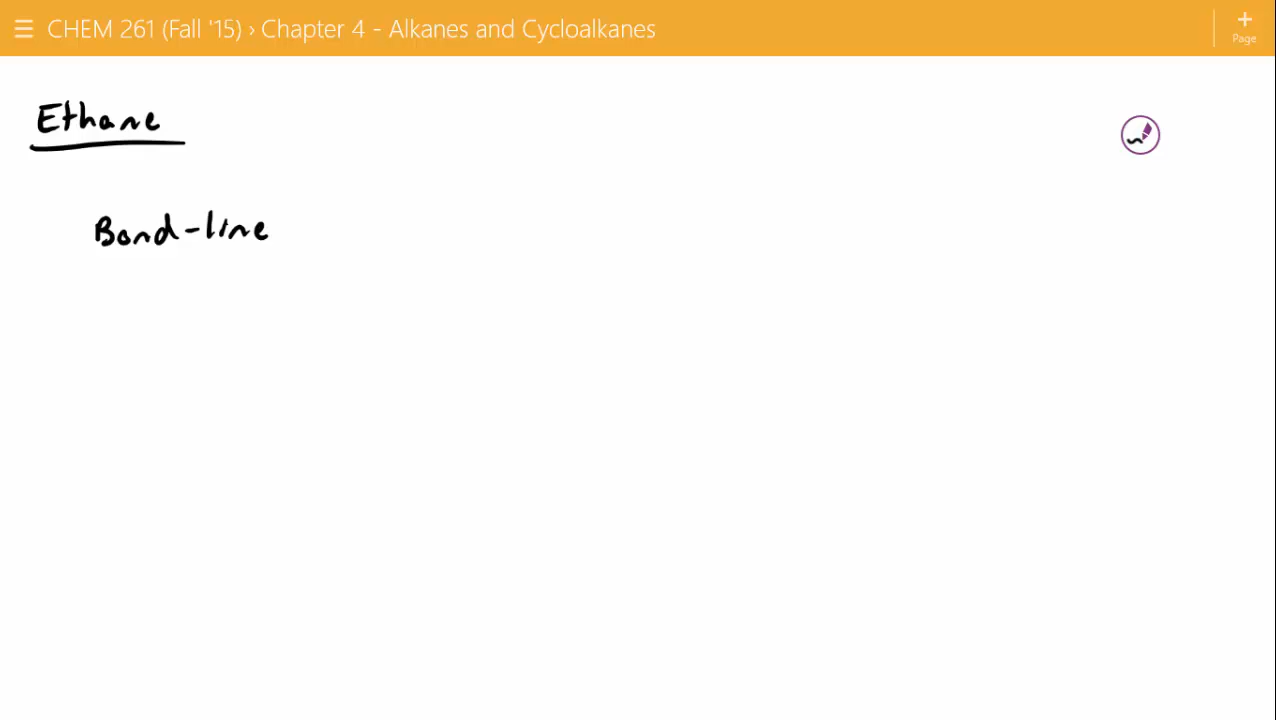 CHEM 261 (Fall '15) › Chapter 4 - Alkanes and Cycloalkanes
+
Page
Ethane
Bond-line